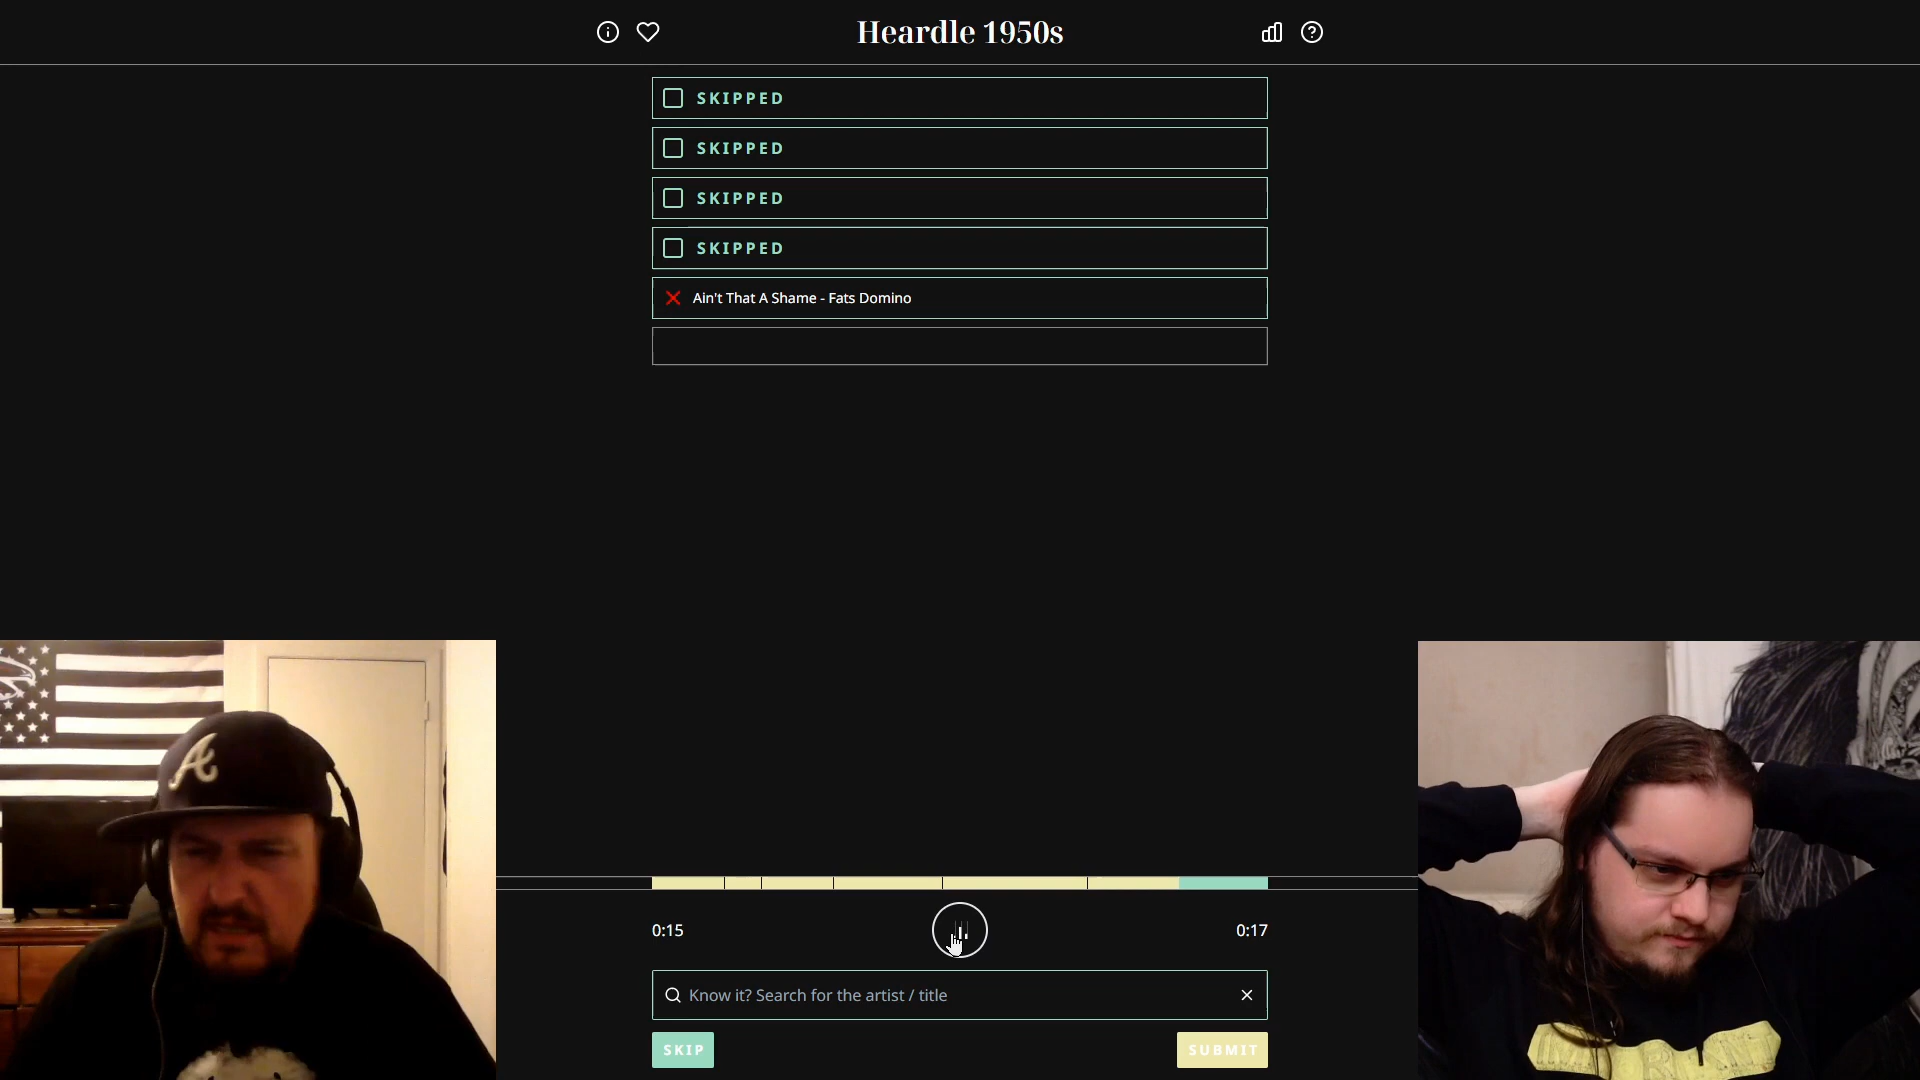 Heardle 1950s
SKIPPED
SKIPPED
SKIPPED
SKIPPED
Ain't That A Shame - Fats Domino
0:15
0:17
Know it? Search for the artist / title
SKIP
SUBMIT
A